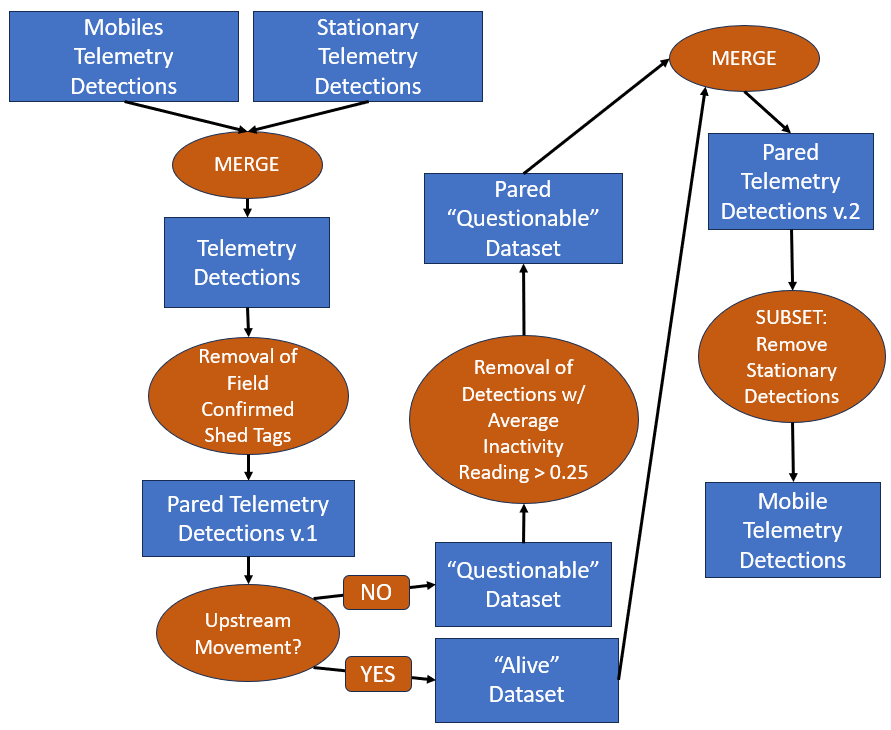 Mobiles
Telemetry
Detections
Stationary
Telemetry
Detections
MERGE
Telemetry
Detections
Removal of
Field
Confirmed
Shed Tags
Pared Telemetry
Detections v.1
Upstream
Movement?
NO
YES
"Questionable"
Dataset
"Alive"
Dataset
Removal of
Detections w/
Average
Inactivity
Reading > 0.25
Pared
"Questionable"
Dataset
MERGE
Pared
Telemetry
Detections v.2
SUBSET:
Remove
Stationary
Detections
Mobile
Telemetry
Detections